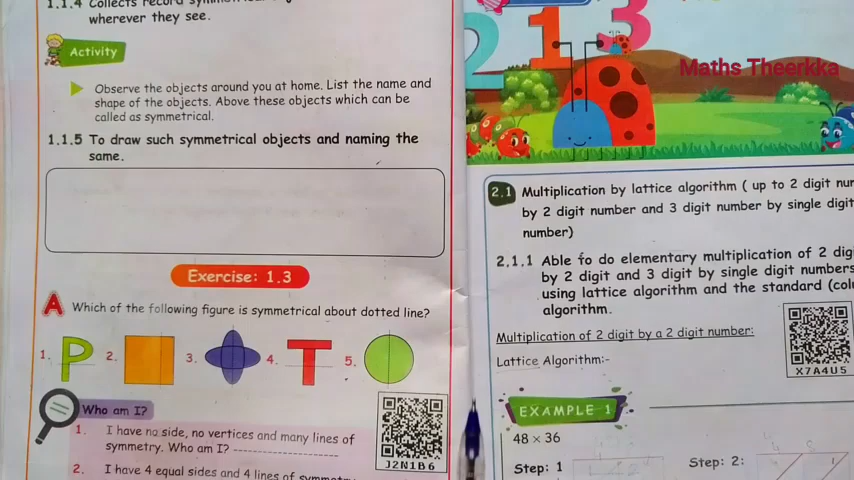 1.1.4 Collects record
wherever they see.
Activity
Observe the objects around you at home. List the name and
shape of the objects. Above these objects which can be
called as symmetrical.
1.1.5 To draw such symmetrical objects and naming the
same.
Exercise: 1.3
A Which of the following figure is symmetrical about dotted line?
1. P 2. 3. 4. T 5.
Who am I?
1. I have no side, no vertices and many lines of
symmetry. Who am I?
J2N1B6
2. I have 4 equal sides and 4 lines of
2 1 3
Maths Theerkka
2.1 Multiplication by lattice algorithm ( up to 2 digit
by 2 digit number and 3 digit number by single digit
number)
2.1.1 Able to do elementary multiplication of 2
by 2 digit and 3 digit by single digit numbers
using lattice algorithm and the standard
algorithm.
Multiplication of 2 digit by a 2 digit number:
Lattice Algorithm:-
X7A4U5
EXAMPLE 1
48 × 36
Step: 1 Step: 2: